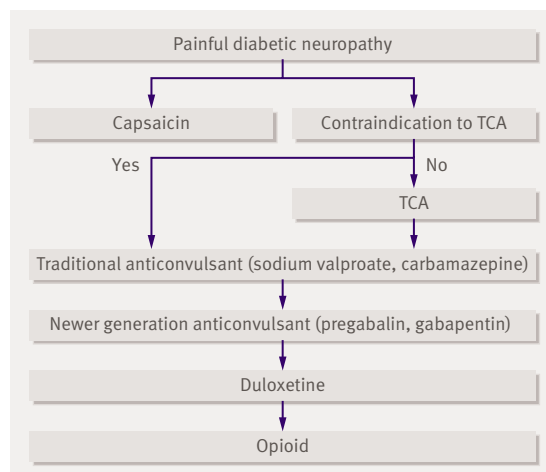 Painful diabetic neuropathy
Capsaicin
Contraindication to TCA
Yes
No
TCA
Traditional anticonvulsant (sodium valproate, carbamazepine)
Newer generation anticonvulsant (pregabalin, gabapentin)
Duloxetine
Opioid